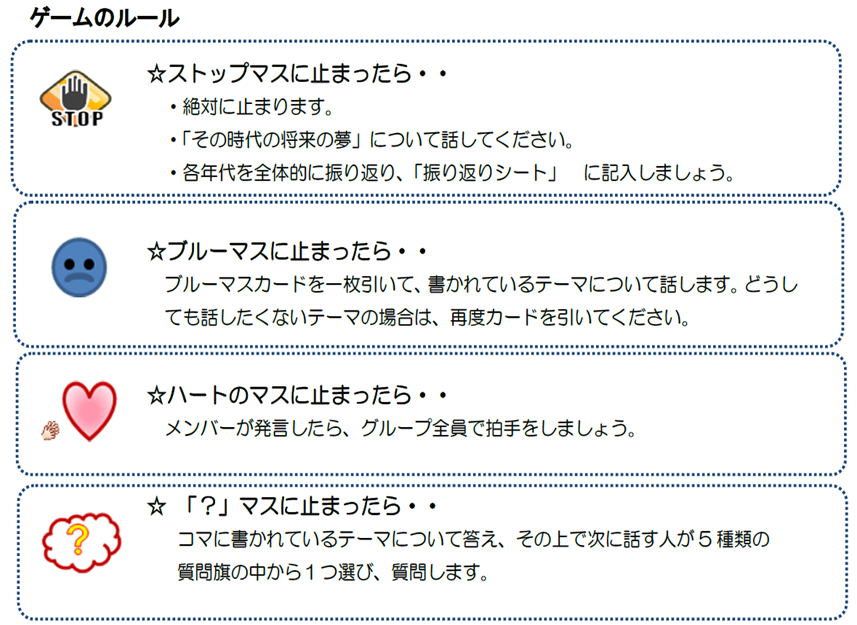 ゲームのルール
STOP
☆ストップマスに止まったら・・
・絶対に止まります。
・「その時代の将来の夢」について話してください。
・各年代を全体的に振り返り、「振り返りシート」　に記入しましょう。
☆ブルーマスに止まったら・・
ブルーマスカードを一枚引いて、書かれているテーマについて話します。どうし
ても話したくないテーマの場合は、再度カードを引いてください。
☆ハートのマスに止まったら・・
メンバーが発言したら、グループ全員で拍手をしましょう。
?
☆ 「？」マスに止まったら・・
コマに書かれているテーマについて答え、その上で次に話す人が５種類の
質問旗の中から１つ選び、質問します。